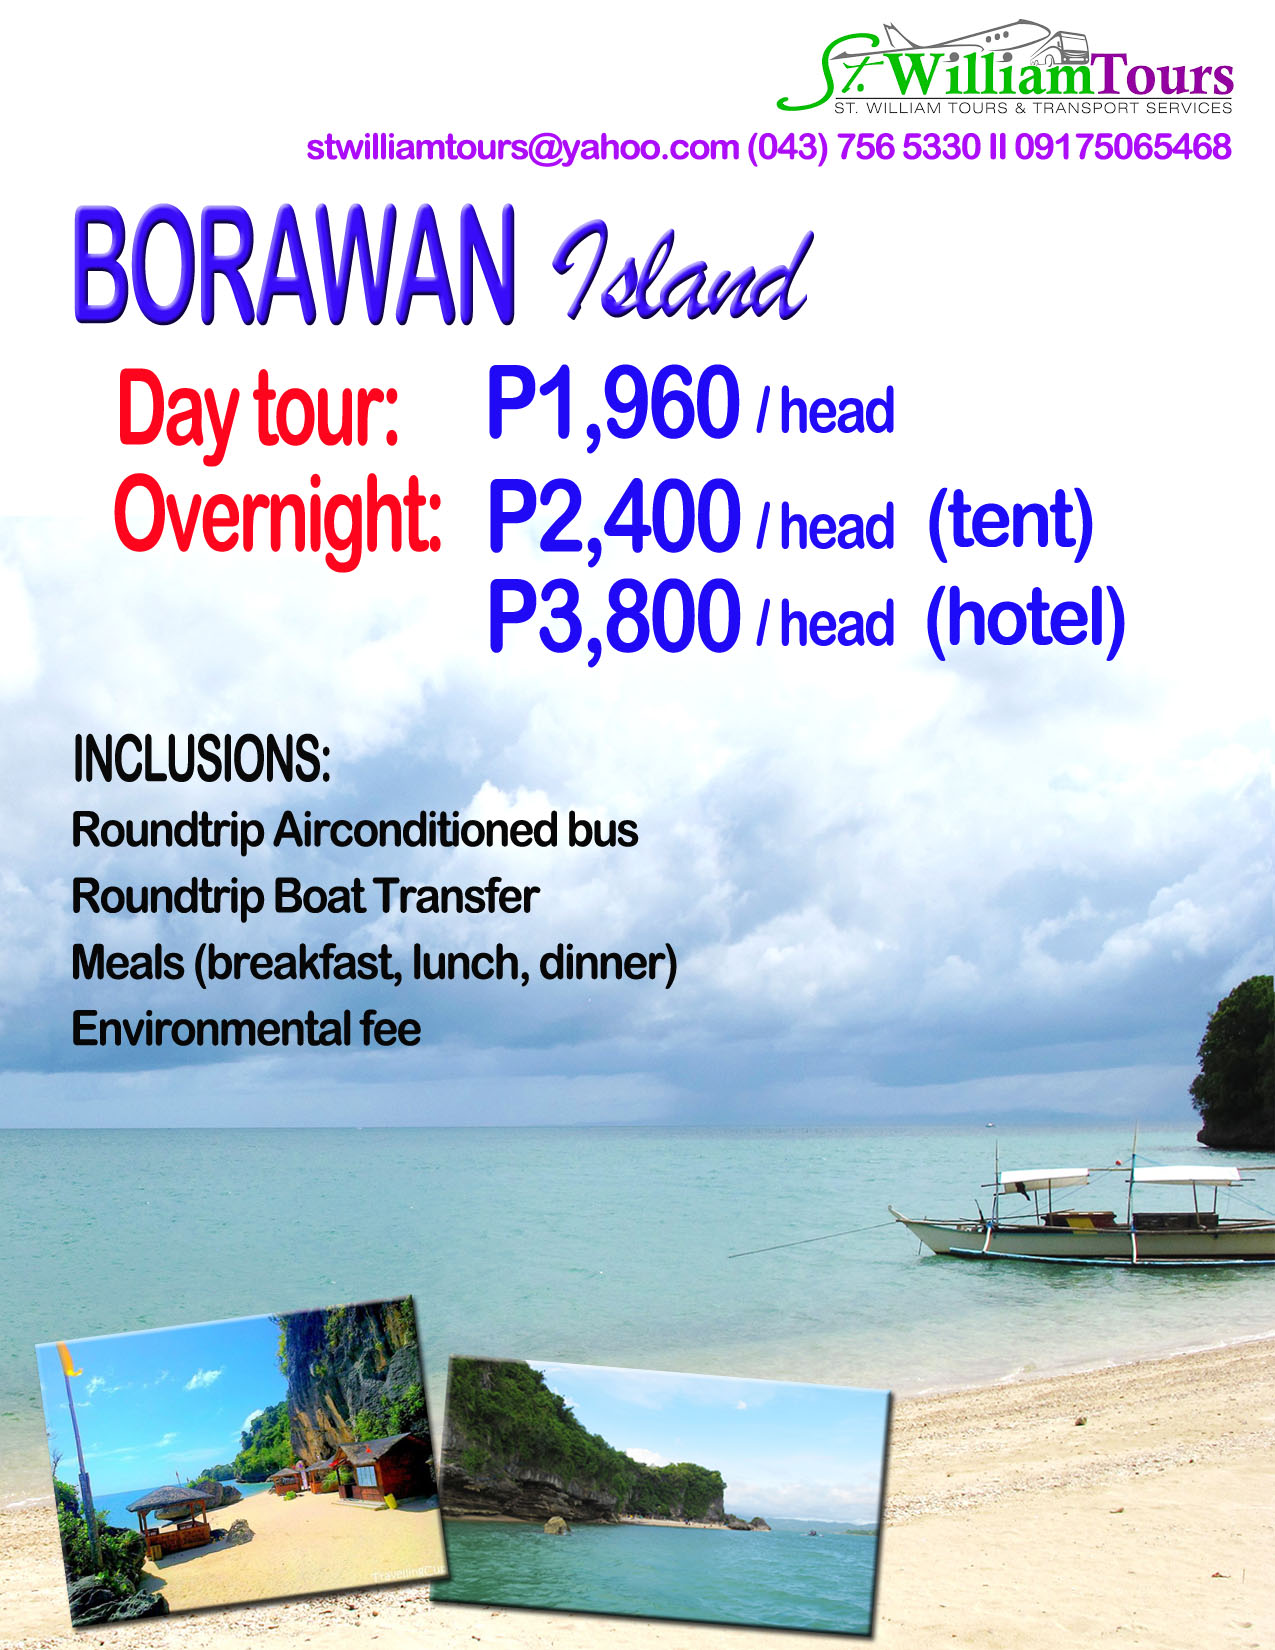 St. William Tours
ST. WILLIAM TOURS & TRANSPORT SERVICES
stwilliamtours@yahoo.com (043) 756 5330 II 09175065468
BORAWAN Island
Day tour: P1,960 / head
Overnight: P2,400 / head (tent)
P3,800 / head (hotel)
INCLUSIONS:
Roundtrip Airconditioned bus
Roundtrip Boat Transfer
Meals (breakfast, lunch, dinner)
Environmental fee